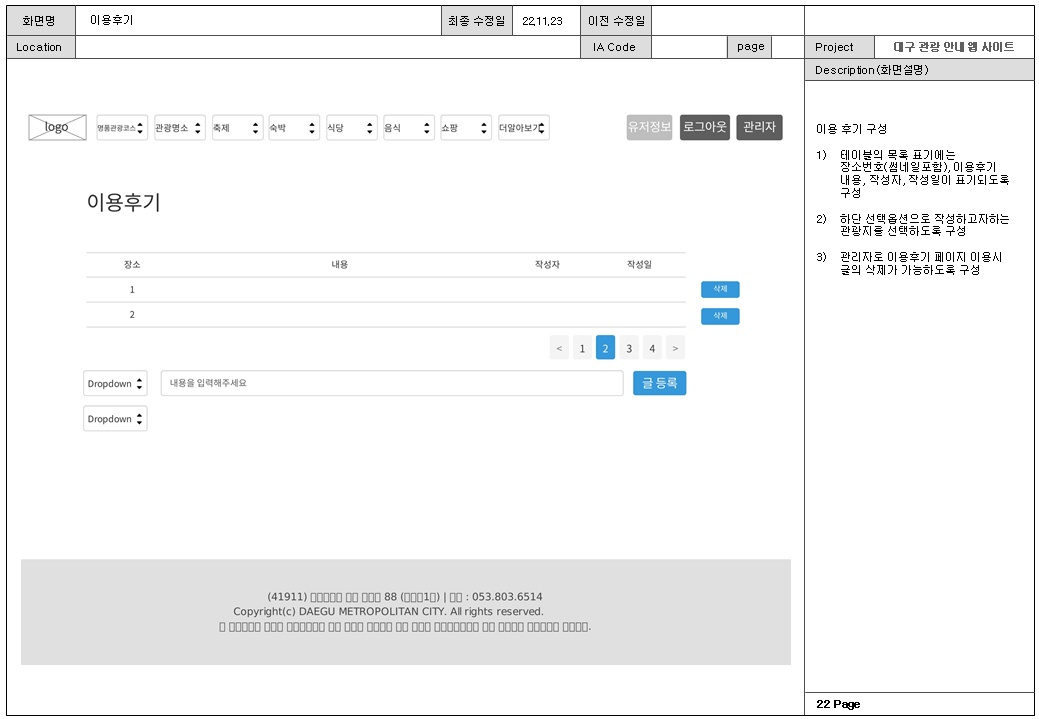 화면명 이용후기 최종 수정일 22.11.23 이전 수정일
Location IA Code page Project 대구 관광 안내 웹 사이트
Description(화면설명)
logo 명품관광코스 관광명소 축제 숙박 식당 음식 쇼핑 더알아보기 유저정보 로그아웃 관리자
이용후기
장소 내용 작성자 작성일
1 삭제
2 삭제
< 1 2 3 4 >
Dropdown 내용을 입력해주세요 글 등록
Dropdown
(41911) 88 ( 1 ) | : 053.803.6514
Copyright(c) DAEGU METROPOLITAN CITY. All rights reserved.
이용 후기 구성
1) 테이블의 목록 표기에는
장소번호(썸네일포함), 이용후기
내용, 작성자, 작성일이 표기되도록
구성
2) 하단 선택옵션으로 작성하고자하는
관광지를 선택하도록 구성
3) 관리자로 이용후기 페이지 이용시
글의 삭제가 가능하도록 구성
22 Page